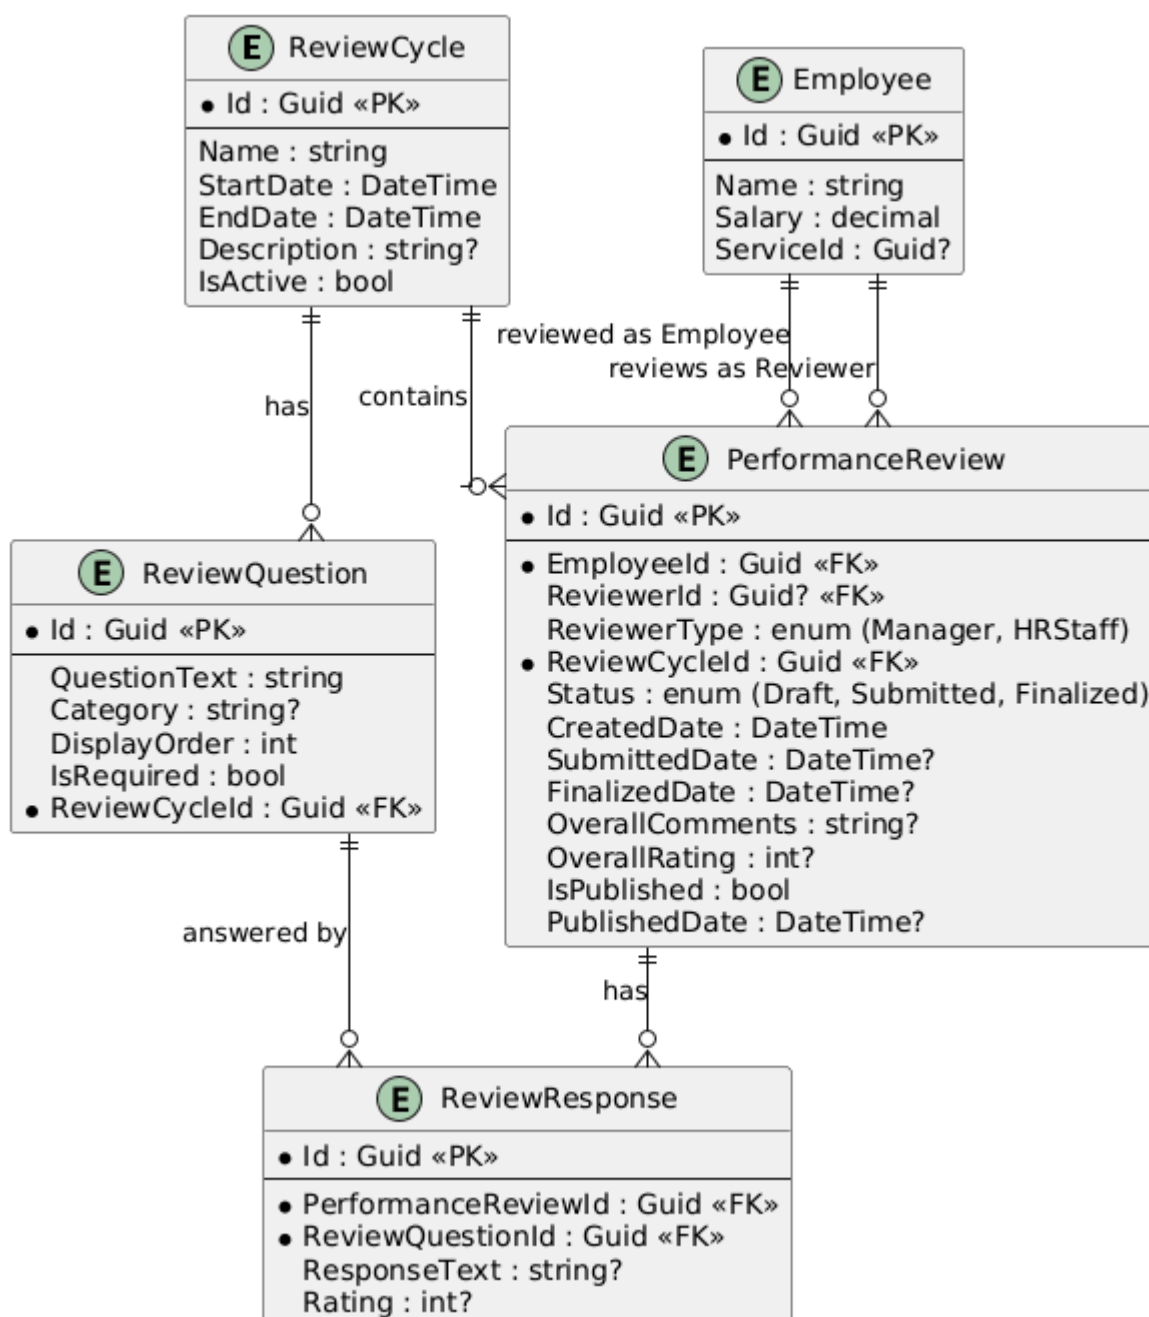 E ReviewCycle
Id : Guid «PK»
Name : string
StartDate : DateTime
EndDate : DateTime
Description : string?
IsActive : bool
E Employee
Id : Guid «PK»
Name : string
Salary : decimal
ServiceId : Guid?
reviewed as Employee
reviews as Reviewer
has
contains
E PerformanceReview
Id : Guid «PK»
EmployeeId : Guid «FK»
ReviewerId : Guid? «FK»
ReviewerType : enum (Manager, HRStaff)
ReviewCycleId : Guid «FK»
Status : enum (Draft, Submitted, Finalized)
CreatedDate : DateTime
SubmittedDate : DateTime?
FinalizedDate : DateTime?
OverallComments : string?
OverallRating : int?
IsPublished : bool
PublishedDate : DateTime?
E ReviewQuestion
Id : Guid «PK»
QuestionText : string
Category : string?
DisplayOrder : int
IsRequired : bool
ReviewCycleId : Guid «FK»
answered by
has
E ReviewResponse
Id : Guid «PK»
PerformanceReviewId : Guid «FK»
ReviewQuestionId : Guid «FK»
ResponseText : string?
Rating : int?